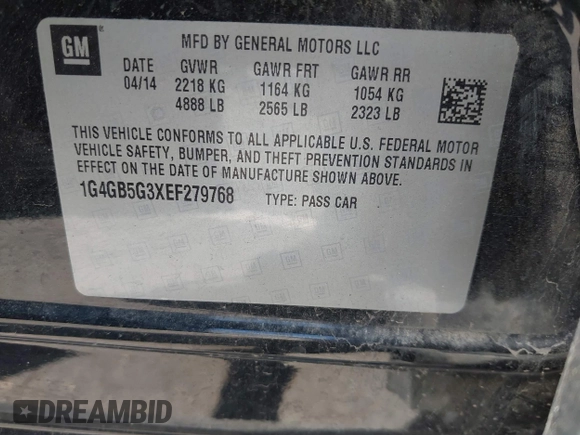 GM
MFD BY GENERAL MOTORS LLC
DATE GVWR GAWR FRT GAWR RR
04/14 2218 KG 1164 KG 1054 KG
4888 LB 2565 LB 2323 LB
THIS VEHICLE CONFORMS TO ALL APPLICABLE U.S. FEDERAL MOTOR
VEHICLE SAFETY, BUMPER, AND THEFT PREVENTION STANDARDS IN
EFFECT ON THE DATE OF MANUFACTURE SHOWN ABOVE.
1G4GB5G3XEF279768 TYPE: PASS CAR
DREAMBID